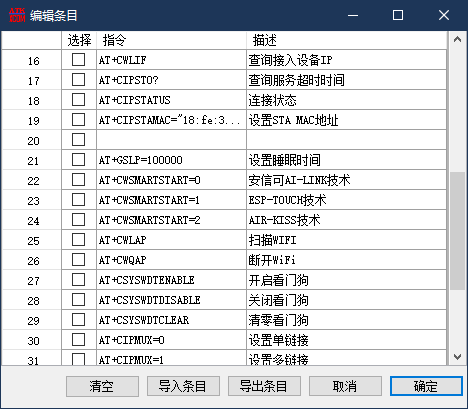 编辑条目
选择 指令 描述
16 AT+CWLIF 查询接入设备IP
17 AT+CIPSTO? 查询服务超时时间
18 AT+CIPSTATUS 连接状态
19 AT+CIPSTAMAC="18:fe:3... 设置STA MAC地址
20
21 AT+GSLP=100000 设置睡眠时间
22 AT+CWSMARTSTART=0 安信可AI-LINK技术
23 AT+CWSMARTSTART=1 ESP-TOUCH技术
24 AT+CWSMARTSTART=2 AIR-KISS技术
25 AT+CWLAP 扫描WIFI
26 AT+CWQAP 断开WiFi
27 AT+CSYSWDTENABLE 开启看门狗
28 AT+CSYSWDTDISABLE 关闭看门狗
29 AT+CSYSWDTCLEAR 清零看门狗
30 AT+CIPMUX=0 设置单链接
31 AT+CIPMUX=1 设置多链接
清空 导入条目 导出条目 取消 确定